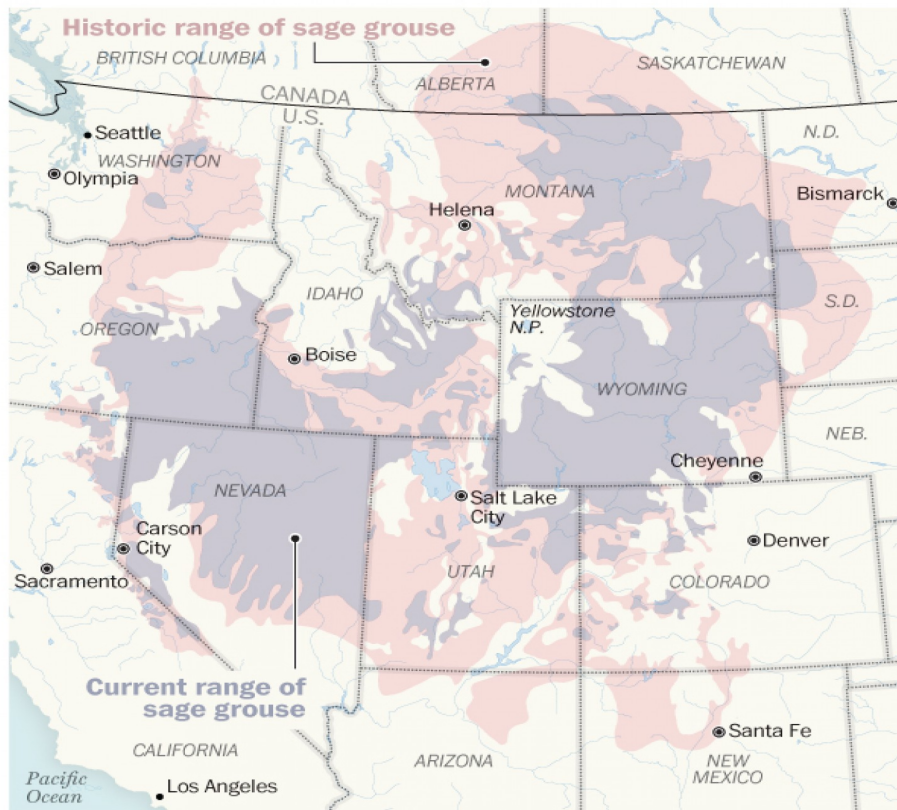 Historic range of sage grouse
BRITISH COLUMBIA
ALBERTA
SASKATCHEWAN
CANADA
U.S.
Seattle
WASHINGTON
Olympia
N.D.
MONTANA
Bismarck
Helena
Salem
IDAHO
S.D.
Yellowstone
N.P.
OREGON
Boise
WYOMING
NEB.
Cheyenne
NEVADA
Salt Lake
City
Carson
City
Denver
Sacramento
UTAH
COLORADO
Current range of
sage grouse
Santa Fe
CALIFORNIA
ARIZONA
NEW
MEXICO
Pacific
Ocean
Los Angeles